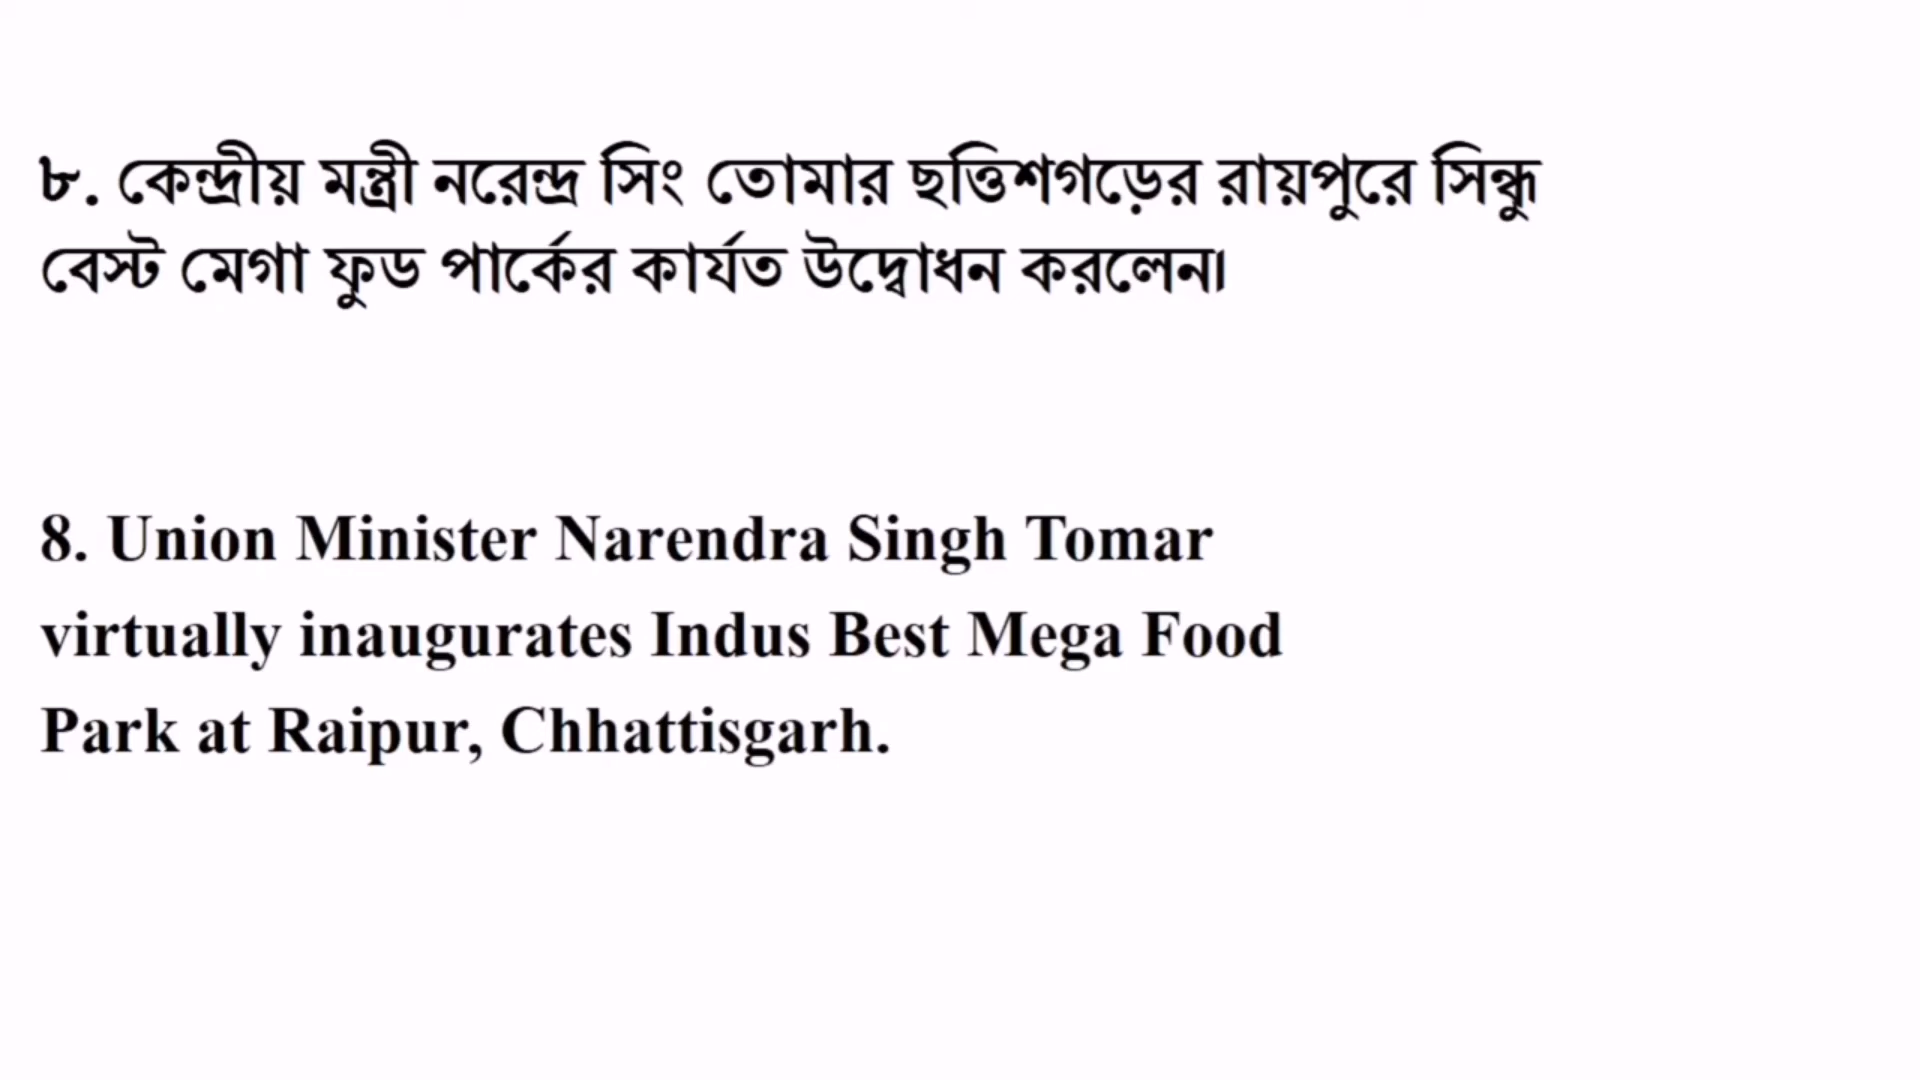 ৮. কেন্দ্রীয় মন্ত্রী নরেন্দ্র সিং তোমার ছত্তিশগড়ের রায়পুরে সিন্ধু
বেস্ট মেগা ফুড পার্কের কার্যত উদ্বোধন করলেন।
8. Union Minister Narendra Singh Tomar
virtually inaugurates Indus Best Mega Food
Park at Raipur, Chhattisgarh.